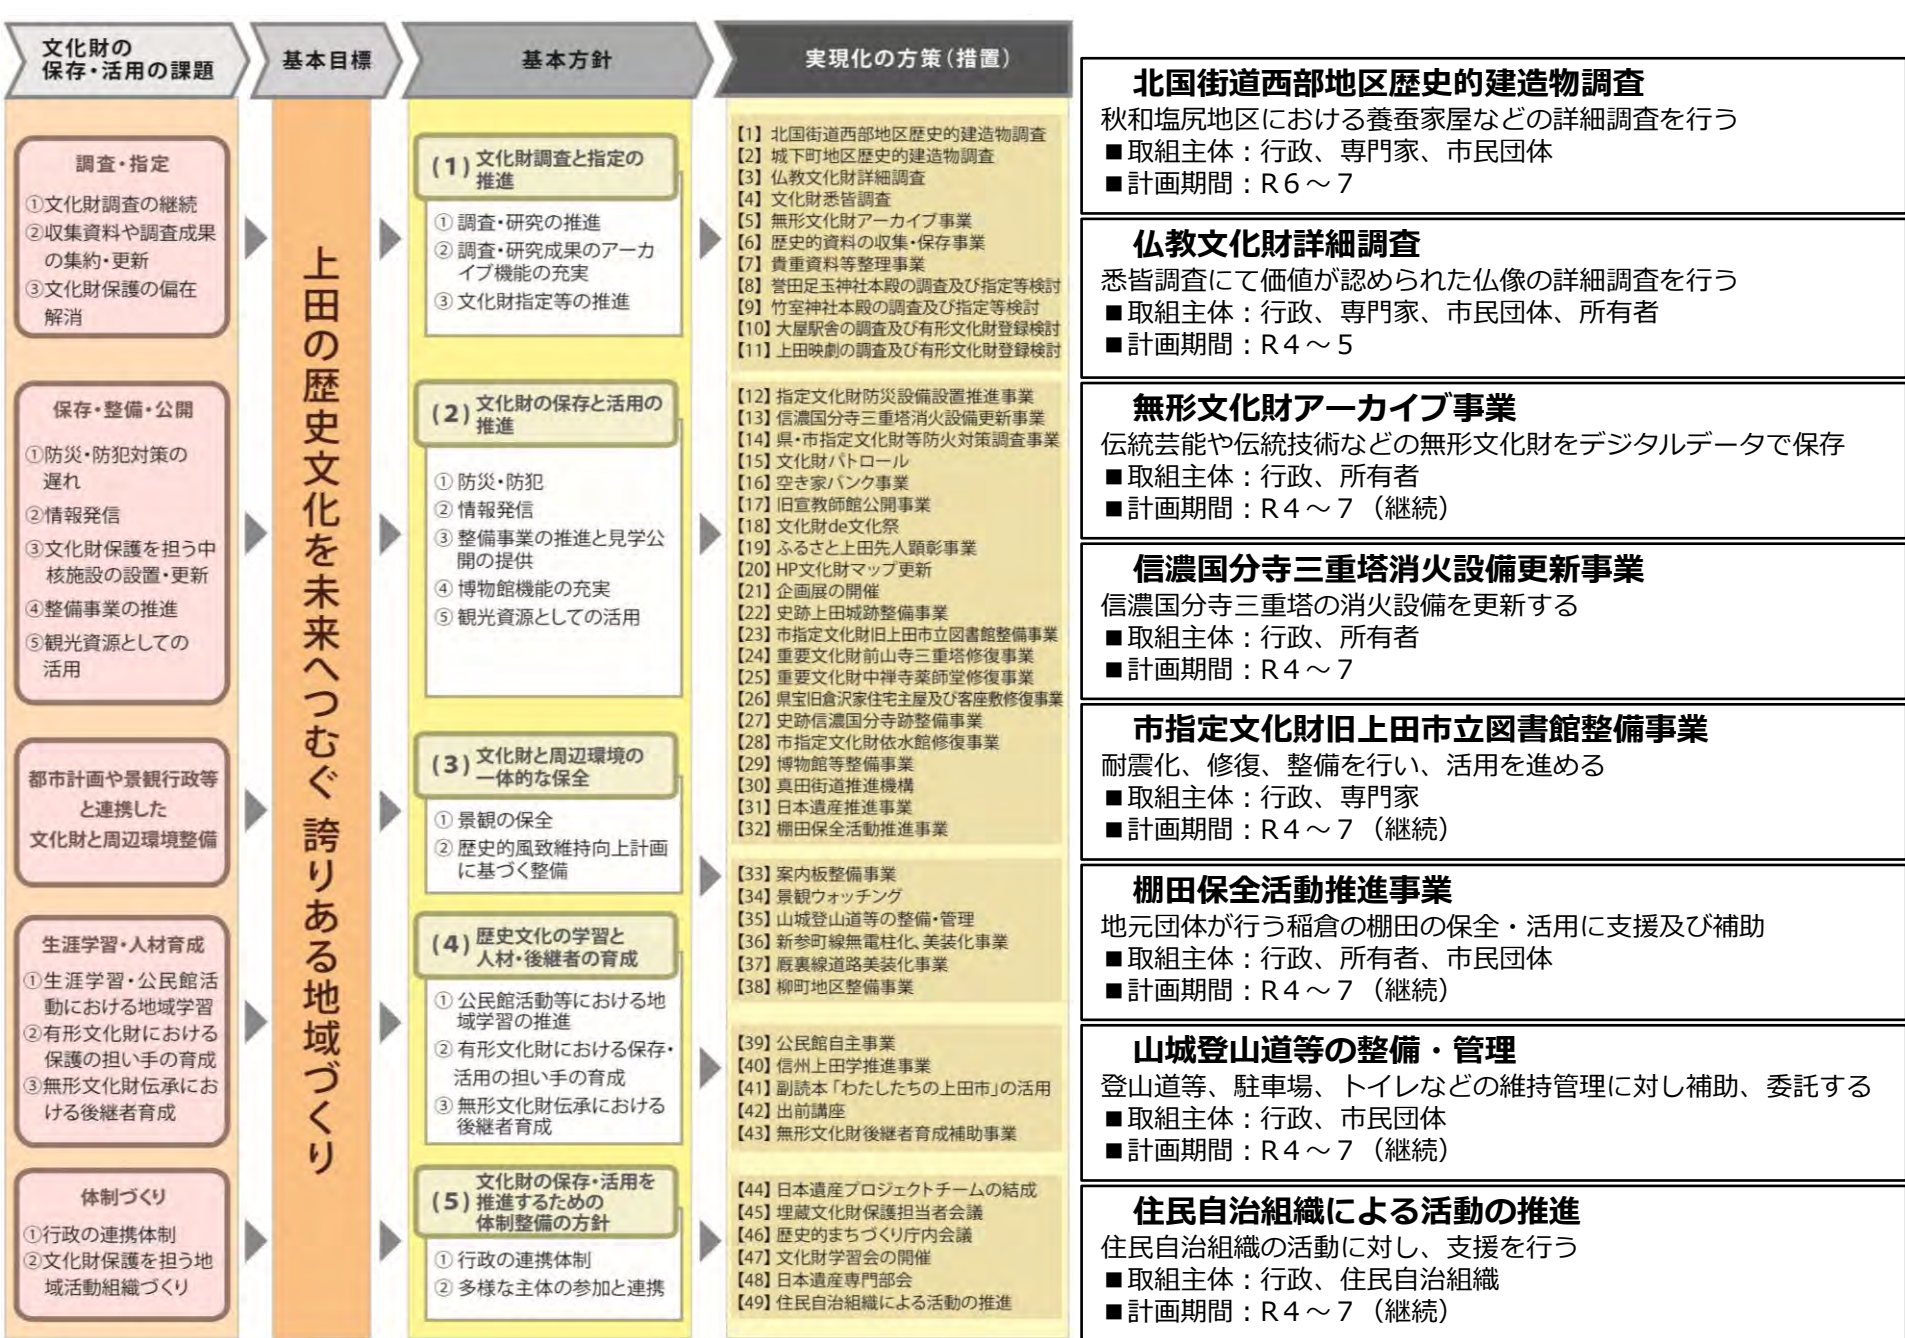 文化財の
保存・活用の課題
基本目標
基本方針
実現化の方策（措置）
調査・指定
①文化財調査の継続
②収集資料や調査成果
の集約・更新
③文化財保護の偏在
解消
保存・整備・公開
①防災・防犯対策の
遅れ
②情報発信
③文化財保護を担う中
核施設の設置・更新
④整備事業の推進
⑤観光資源としての
活用
都市計画や景観行政等
と連携した
文化財と周辺環境整備
生涯学習・人材育成
①生涯学習・公民館活
動における地域学習
②有形文化財における
保護の担い手の育成
③無形文化財伝承にお
ける後継者育成
体制づくり
①行政の連携体制
②文化財保護を担う地
域活動組織づくり
上田の歴史文化を未来へつむぐ 誇りある地域づくり
（1）文化財調査と指定の
推進
① 調査・研究の推進
② 調査・研究成果のアーカ
イブ機能の充実
③ 文化財指定等の推進
（2）文化財の保存と活用の
推進
① 防災・防犯
② 情報発信
③ 整備事業の推進と見学公
開の提供
④ 博物館機能の充実
⑤ 観光資源としての活用
（3）文化財と周辺環境の
一体的な保全
① 景観の保全
② 歴史的風致維持向上計画
に基づく整備
（4）歴史文化の学習と
人材・後継者の育成
① 公民館活動等における地
域学習の推進
② 有形文化財における保存・
活用の担い手の育成
③ 無形文化財伝承における
後継者育成
（5）文化財の保存・活用を
推進するための
体制整備の方針
① 行政の連携体制
② 多様な主体の参加と連携
【1】北国街道西部地区歴史的建造物調査
【2】城下町地区歴史的建造物調査
【3】仏教文化財詳細調査
【4】文化財悉皆調査
【5】無形文化財アーカイブ事業
【6】歴史的資料の収集・保存事業
【7】貴重資料等整理事業
【8】誉田足玉神社本殿の調査及び指定等検討
【9】竹室神社本殿の調査及び指定等検討
【10】大屋駅舎の調査及び有形文化財登録検討
【11】上田映劇の調査及び有形文化財登録検討
【12】指定文化財防災設備設置推進事業
【13】信濃国分寺三重塔消火設備更新事業
【14】県・市指定文化財等防火対策調査事業
【15】文化財パトロール
【16】空き家バンク事業
【17】旧宣教師館公開事業
【18】文化財de文化祭
【19】ふるさと上田先人顕彰事業
【20】HP文化財マップ更新
【21】企画展の開催
【22】史跡上田城跡整備事業
【23】市指定文化財旧上田市立図書館整備事業
【24】重要文化財前山寺三重塔修復事業
【25】重要文化財中禅寺薬師堂修復事業
【26】県宝旧倉沢家住宅主屋及び客座敷修復事業
【27】史跡信濃国分寺跡整備事業
【28】市指定文化財依水館修復事業
【29】博物館等整備事業
【30】真田街道推進機構
【31】日本遺産推進事業
【32】棚田保全活動推進事業
【33】案内板整備事業
【34】景観ウォッチング
【35】山城登山道等の整備・管理
【36】新参町線無電柱化、美装化事業
【37】厩裏線道路美装化事業
【38】柳町地区整備事業
【39】公民館自主事業
【40】信州上田学推進事業
【41】副読本「わたしたちの上田市」の活用
【42】出前講座
【43】無形文化財後継者育成補助事業
【44】日本遺産プロジェクトチームの結成
【45】埋蔵文化財保護担当者会議
【46】歴史的まちづくり庁内会議
【47】文化財学習会の開催
【48】日本遺産専門部会
【49】住民自治組織による活動の推進
北国街道西部地区歴史的建造物調査
秋和塩尻地区における養蚕家屋などの詳細調査を行う
■取組主体：行政、専門家、市民団体
■計画期間：R６～７
仏教文化財詳細調査
悉皆調査にて価値が認められた仏像の詳細調査を行う
■取組主体：行政、専門家、市民団体、所有者
■計画期間：R４～５
無形文化財アーカイブ事業
伝統芸能や伝統技術などの無形文化財をデジタルデータで保存
■取組主体：行政、所有者
■計画期間：R４～７（継続）
信濃国分寺三重塔消火設備更新事業
信濃国分寺三重塔の消火設備を更新する
■取組主体：行政、所有者
■計画期間：R４～７
市指定文化財旧上田市立図書館整備事業
耐震化、修復、整備を行い、活用を進める
■取組主体：行政、専門家
■計画期間：R４～７（継続）
棚田保全活動推進事業
地元団体が行う稲倉の棚田の保全・活用に支援及び補助
■取組主体：行政、所有者、市民団体
■計画期間：R４～７（継続）
山城登山道等の整備・管理
登山道等、駐車場、トイレなどの維持管理に対し補助、委託する
■取組主体：行政、市民団体
■計画期間：R４～７（継続）
住民自治組織による活動の推進
住民自治組織の活動に対し、支援を行う
■取組主体：行政、住民自治組織
■計画期間：R４～７（継続）